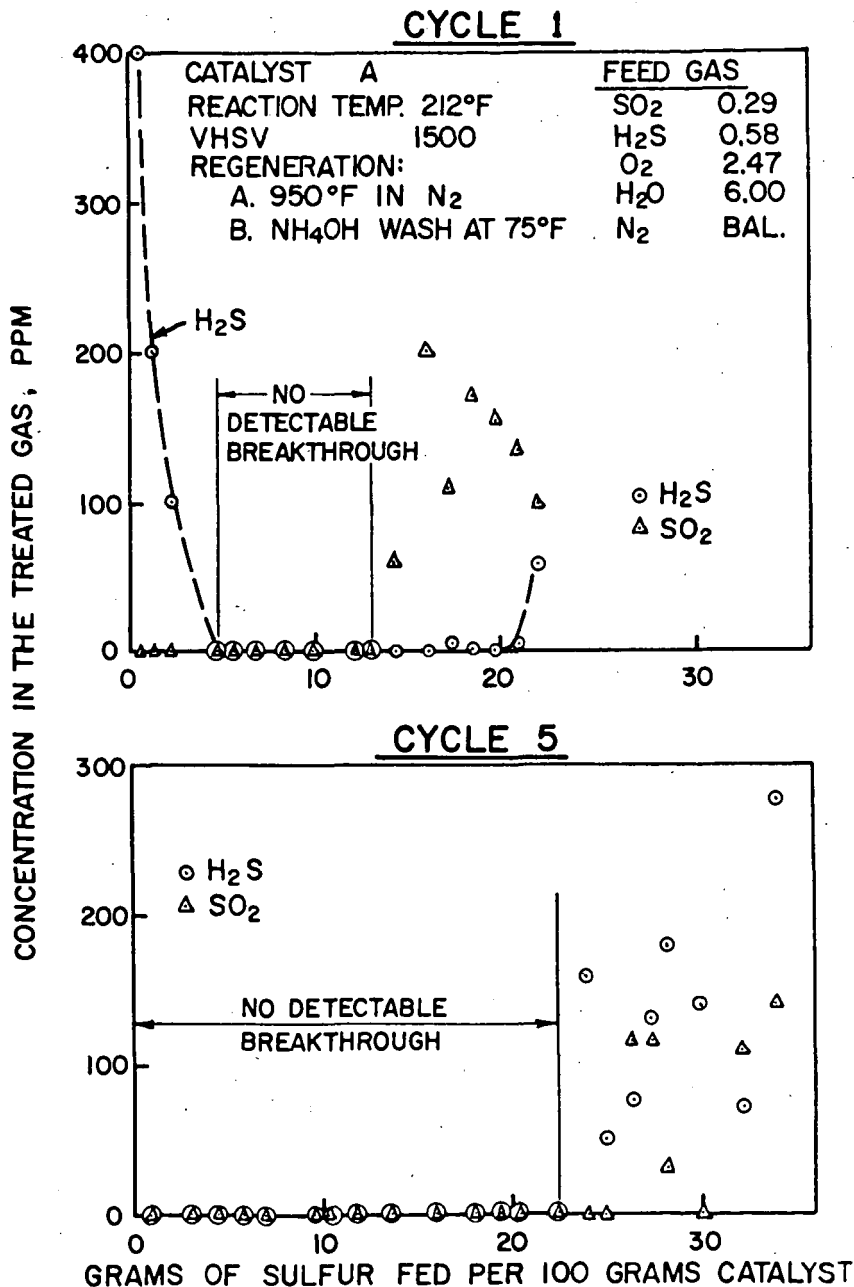 CYCLE 1
400
300
200
100
0
CATALYST A
REACTION TEMP. 212°F
VHSV 1500
REGENERATION:
A. 950°F IN N2
B. NH4OH WASH AT 75°F
FEED GAS
SO2 0.29
H2S 0.58
O2 2.47
H2O 6.00
N2 BAL.
H2S
NO
DETECTABLE
BREAKTHROUGH
H2S
SO2
0 10 20 30
CONCENTRATION IN THE TREATED GAS, PPM
CYCLE 5
300
200
100
0
H2S
SO2
NO DETECTABLE
BREAKTHROUGH
0 10 20 30
GRAMS OF SULFUR FED PER 100 GRAMS CATALYST